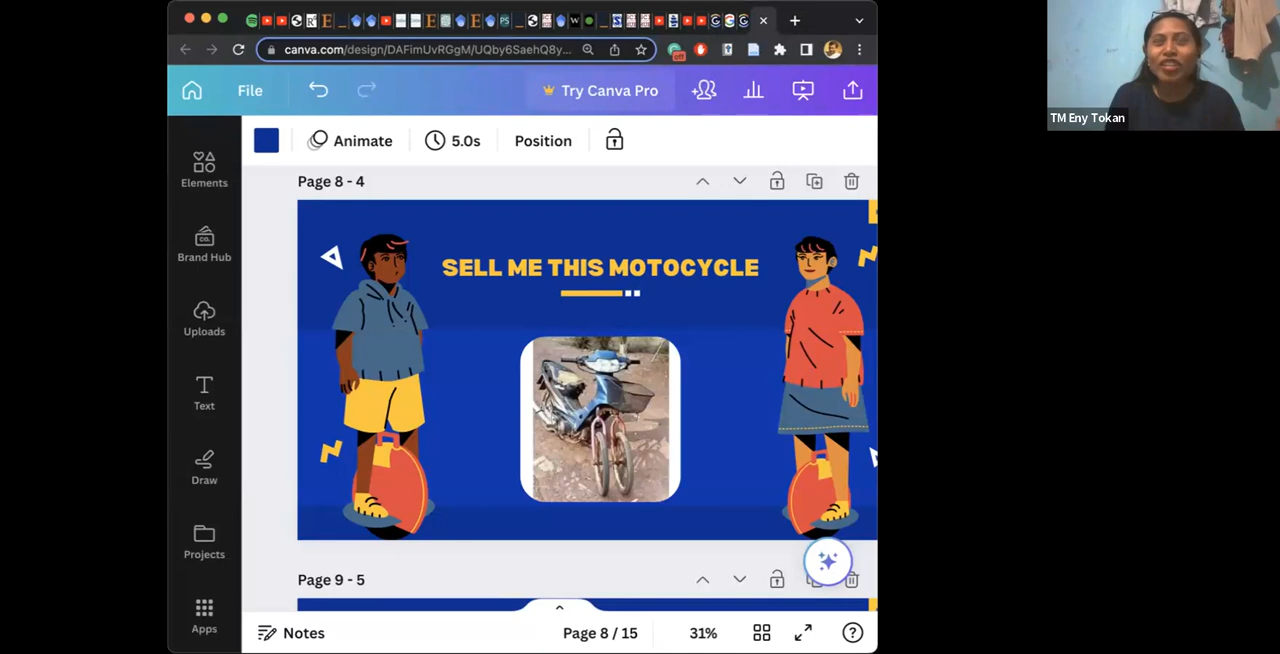 canva.com/design/DAFimUvRGgM/UQby6SaehQ8y...
File
Try Canva Pro
TM Eny Tokan
Animate
5.0s
Position
Elements
Brand Hub
Uploads
Text
Draw
Projects
Apps
Page 8 - 4
SELL ME THIS MOTOCYCLE
Page 9 - 5
Notes
Page 8 / 15
31%